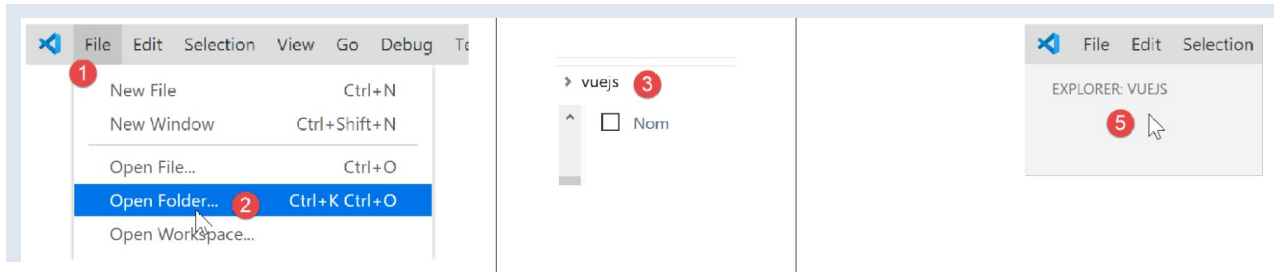 File Edit Selection View Go Debug Te
1
New File Ctrl+N
New Window Ctrl+Shift+N
Open File... Ctrl+O
Open Folder... 2 Ctrl+K Ctrl+O
Open Workspace...
> vuejs 3
Nom
File Edit Selection
EXPLORER: VUEJS
5